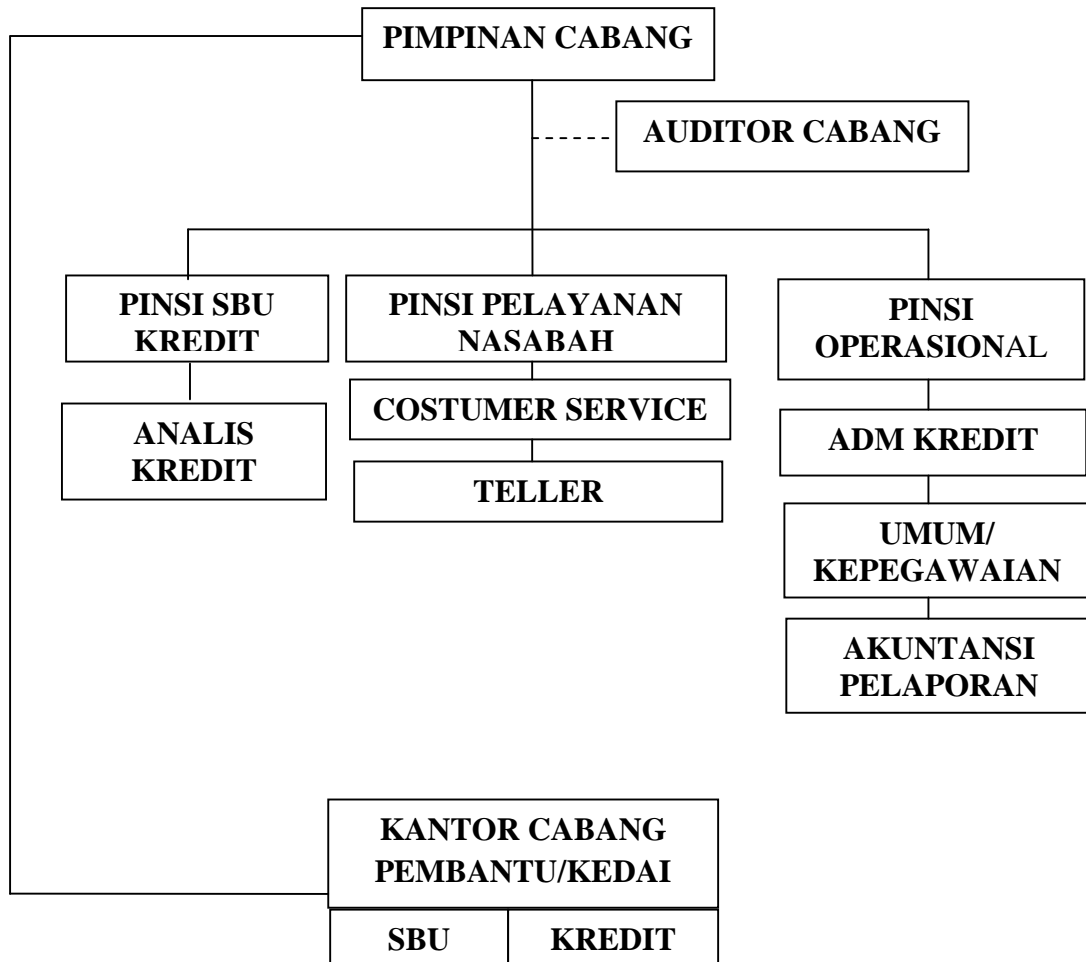 PIMPINAN CABANG
AUDITOR CABANG
PINSI SBU
KREDIT
PINSI PELAYANAN
NASABAH
PINSI
OPERASIONAL
ANALIS
KREDIT
COSTUMER SERVICE
TELLER
ADM KREDIT
UMUM/
KEPEGAWAIAN
AKUNTANSI
PELAPORAN
KANTOR CABANG
PEMBANTU/KEDAI
SBU
KREDIT